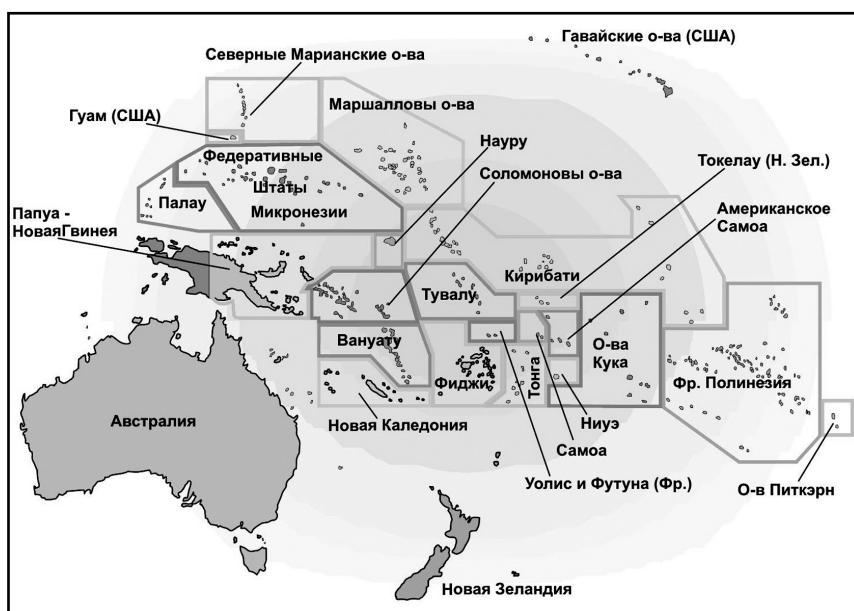 Гавайские о-ва (США)
Северные Марианские о-ва
Маршалловы о-ва
Гуам (США)
Науру
Федеративные
Штаты
Микронезии
Токелау (Н. Зел.)
Соломоновы о-ва
Палау
Американское
Самоа
Папуа -
НоваяГвинея
Кирибати
Тувалу
Вануату
О-ва
Кука
Фиджи
Тонга
Фр. Полинезия
Австралия
Новая Каледония
Ниуэ
Самоа
Уолис и Футуна (Фр.)
О-в Питкэрн
Новая Зеландия